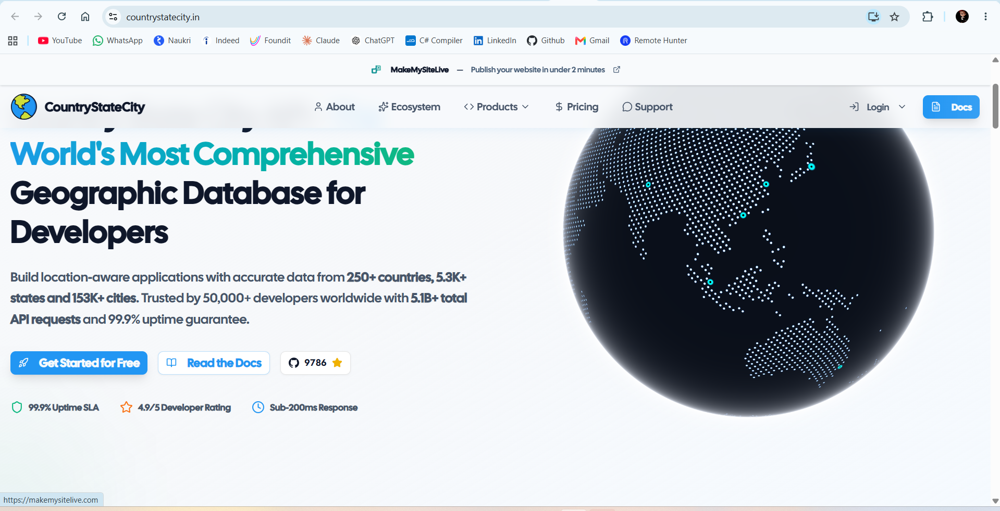 countrystatecity.in
YouTube
WhatsApp
Naukri
Indeed
Foundit
Claude
ChatGPT
C# Compiler
LinkedIn
Github
Gmail
Remote Hunter
MakeMySiteLive — Publish your website in under 2 minutes
CountryStateCity
About
Ecosystem
Products
Pricing
Support
Login
Docs
World's Most Comprehensive
Geographic Database for
Developers
Build location-aware applications with accurate data from 250+ countries, 5.3K+
states and 153K+ cities. Trusted by 50,000+ developers worldwide with 5.1B+ total
API requests and 99.9% uptime guarantee.
Get Started for Free
Read the Docs
9786
99.9% Uptime SLA
4.9/5 Developer Rating
Sub-200ms Response
https://makemysitelive.com